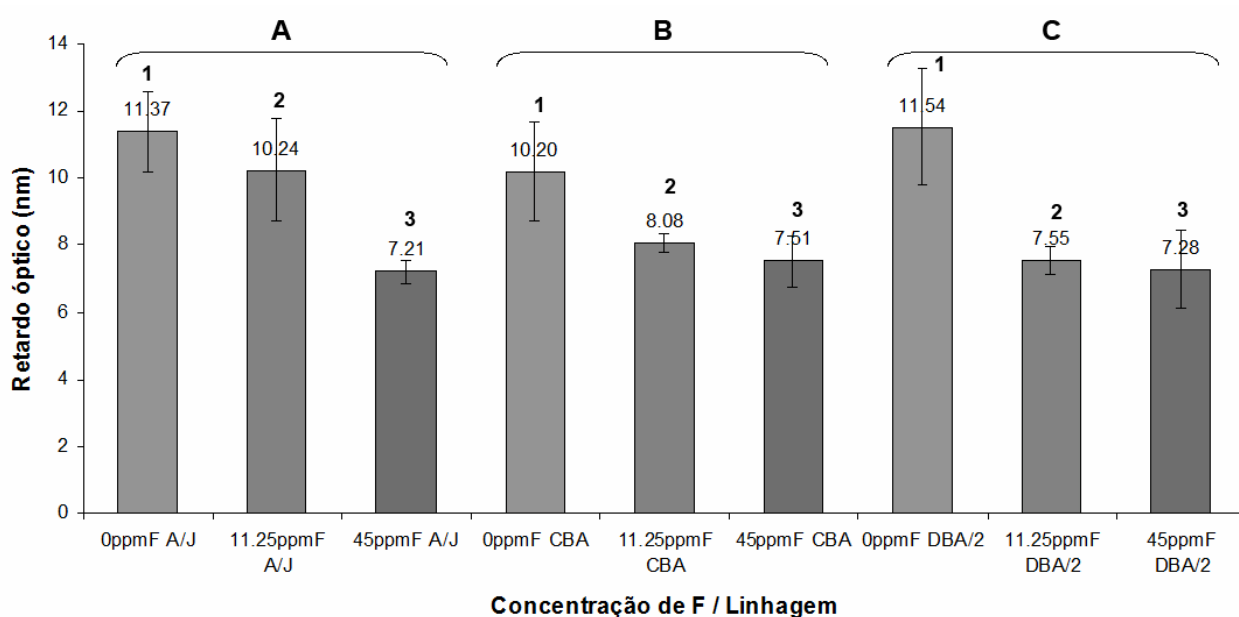 A B C
14
12
10
8
6
4
2
0
Retardo óptico (nm)
1
11.37
2
10.24
3
7.21
1
10.20
2
8.08
3
7.51
1
11.54
2
7.55
3
7.28
0ppmF A/J
11.25ppmF
A/J
45ppmF A/J
0ppmF CBA
11.25ppmF
CBA
45ppmF CBA
0ppmF DBA/2
11.25ppmF
DBA/2
45ppmF
DBA/2
Concentração de F / Linhagem